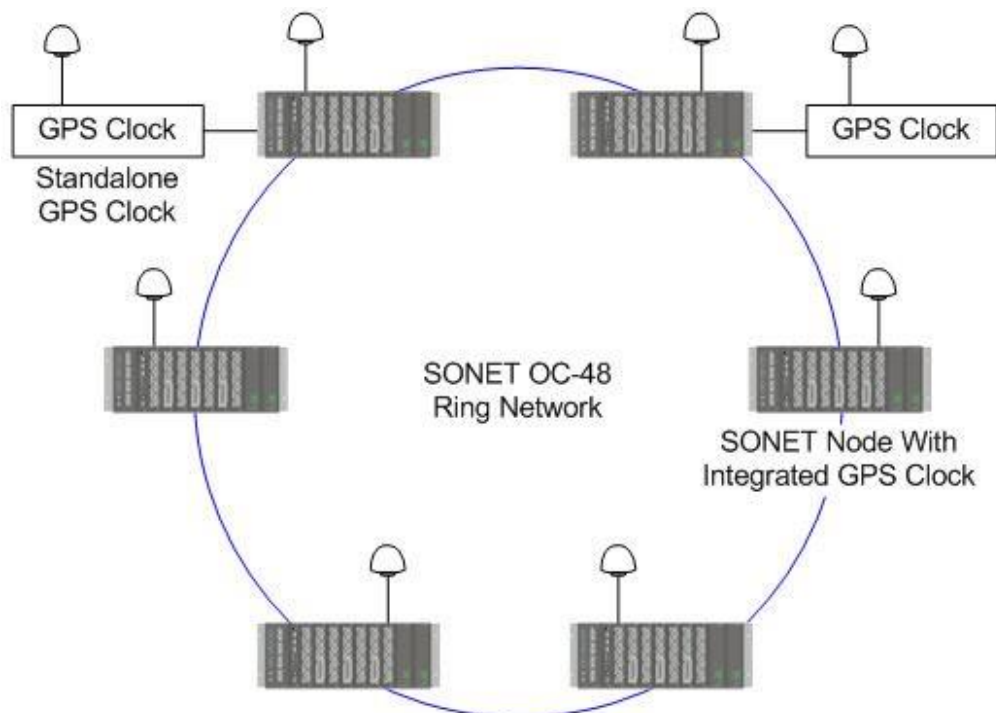 GPS Clock
GPS Clock
Standalone
GPS Clock
SONET OC-48
Ring Network
SONET Node With
Integrated GPS Clock